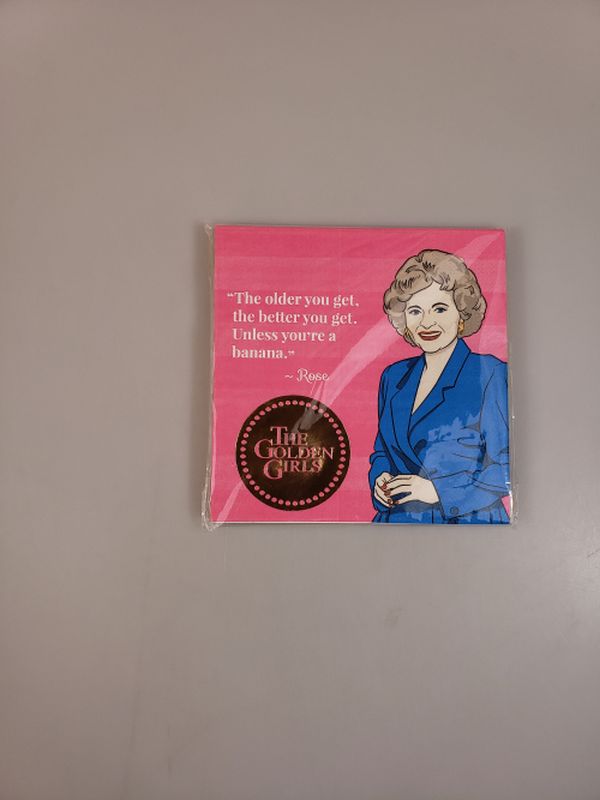 “The older you get,
the better you get.
Unless you're a
banana.”
~ Rose
THE
GOLDEN
GIRLS